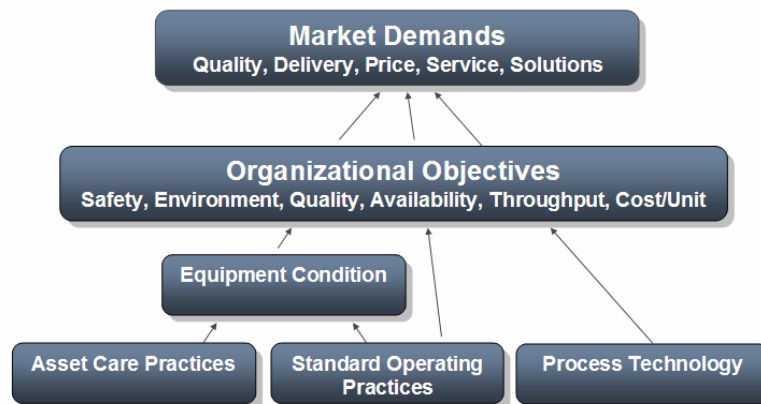 Market Demands
Quality, Delivery, Price, Service, Solutions
Organizational Objectives
Safety, Environment, Quality, Availability, Throughput, Cost/Unit
Equipment Condition
Asset Care Practices
Standard Operating
Practices
Process Technology